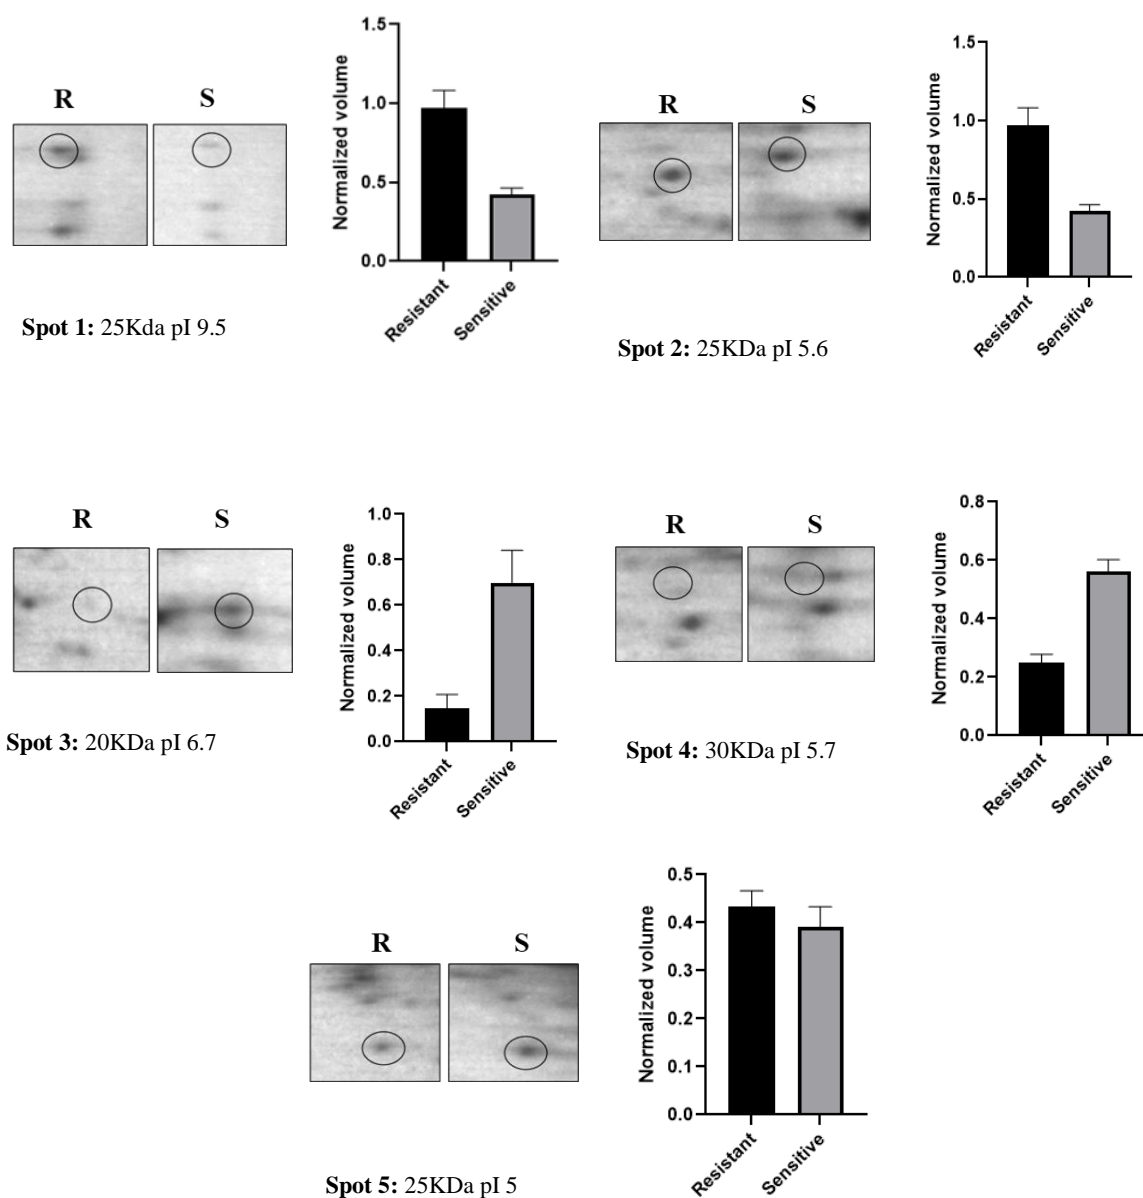 R
S
1.5
1.0
0.5
0.0
Normalized volume
Resistant
Sensitive
Spot 1: 25Kda pI 9.5
R
S
1.5
1.0
0.5
0.0
Normalized volume
Resistant
Sensitive
Spot 2: 25KDa pI 5.6
R
S
1.0
0.8
0.6
0.4
0.2
0.0
Normalized volume
Resistant
Sensitive
Spot 3: 20KDa pI 6.7
R
S
0.8
0.6
0.4
0.2
0.0
Normalized volume
Resistant
Sensitive
Spot 4: 30KDa pI 5.7
R
S
0.5
0.4
0.3
0.2
0.1
0.0
Normalized volume
Resistant
Sensitive
Spot 5: 25KDa pI 5